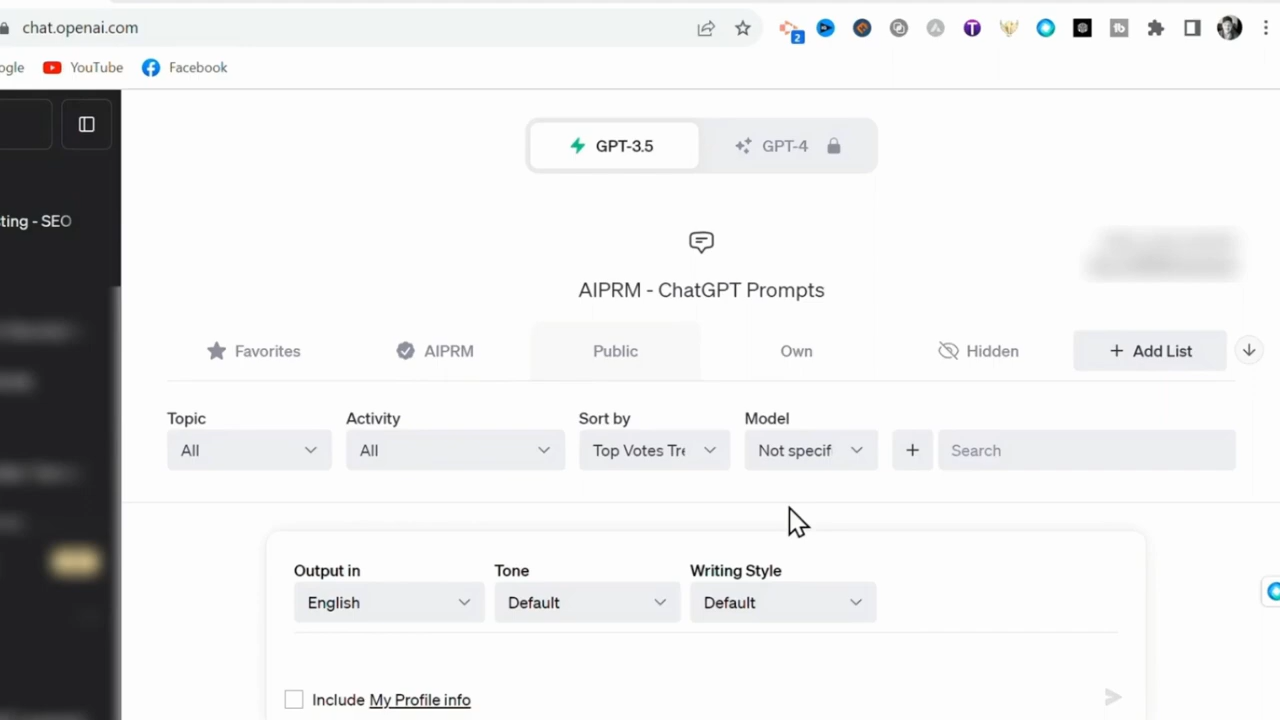 chat.openai.com
2
ogle YouTube Facebook
GPT-3.5 GPT-4
ting - SEO
AIPRM - ChatGPT Prompts
Favorites AIPRM Public Own Hidden + Add List
Topic Activity Sort by Model
All All Top Votes Tre Not specif + Search
Output in Tone Writing Style
English Default Default
Include My Profile info